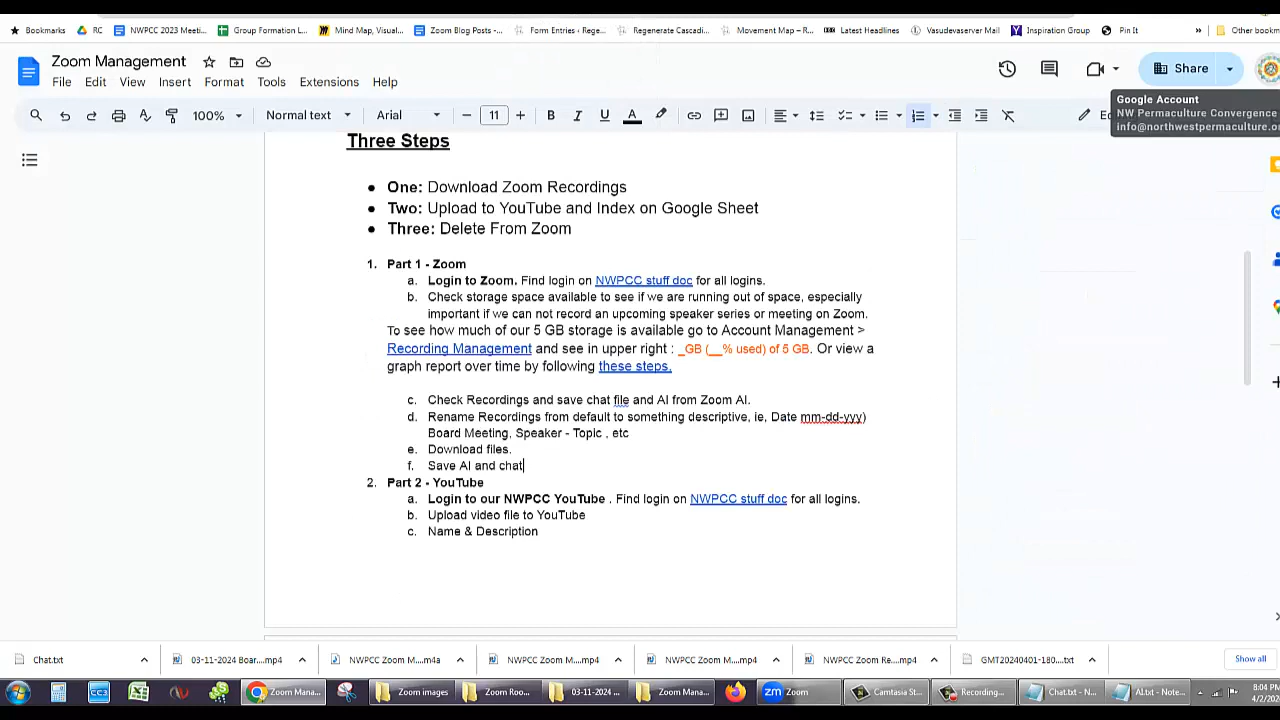 Bookmarks RC NWPCC 2023 Meeti... Group Formation L... Mind Map, Visual... Zoom Blog Posts -... Form Entries ‹ Rege... Regenerate Cascadi... Movement Map – R... Latest Headlines Vasudevaserver Mail Inspiration Group Pin It » Other bookm
Zoom Management
File Edit View Insert Format Tools Extensions Help
Share
100% Normal text Arial 11 B I U A
Google Account
NW Permaculture Convergence
info@northwestpermaculture.o
Three Steps
● One: Download Zoom Recordings
● Two: Upload to YouTube and Index on Google Sheet
● Three: Delete From Zoom
1. Part 1 - Zoom
a. Login to Zoom. Find login on NWPCC stuff doc for all logins.
b. Check storage space available to see if we are running out of space, especially
important if we can not record an upcoming speaker series or meeting on Zoom.
To see how much of our 5 GB storage is available go to Account Management >
Recording Management and see in upper right : _GB (__% used) of 5 GB. Or view a
graph report over time by following these steps.
c. Check Recordings and save chat file and AI from Zoom AI.
d. Rename Recordings from default to something descriptive, ie, Date mm-dd-yyy)
Board Meeting, Speaker - Topic , etc
e. Download files.
f. Save AI and chat
2. Part 2 - YouTube
a. Login to our NWPCC YouTube . Find login on NWPCC stuff doc for all logins.
b. Upload video file to YouTube
c. Name & Description
Chat.txt 03-11-2024 Boar....mp4 NWPCC Zoom M....m4a NWPCC Zoom M....mp4 NWPCC Zoom M....mp4 NWPCC Zoom Re....mp4 GMT20240401-180....txt Show all
CC3 Zoom Mana... Zoom images Zoom Roo... 03-11-2024 ... Zoom Mana... zm Zoom Camtasia St... Recording... Chat.txt - N... AI.txt - Note...
8:04 PM
4/2/20